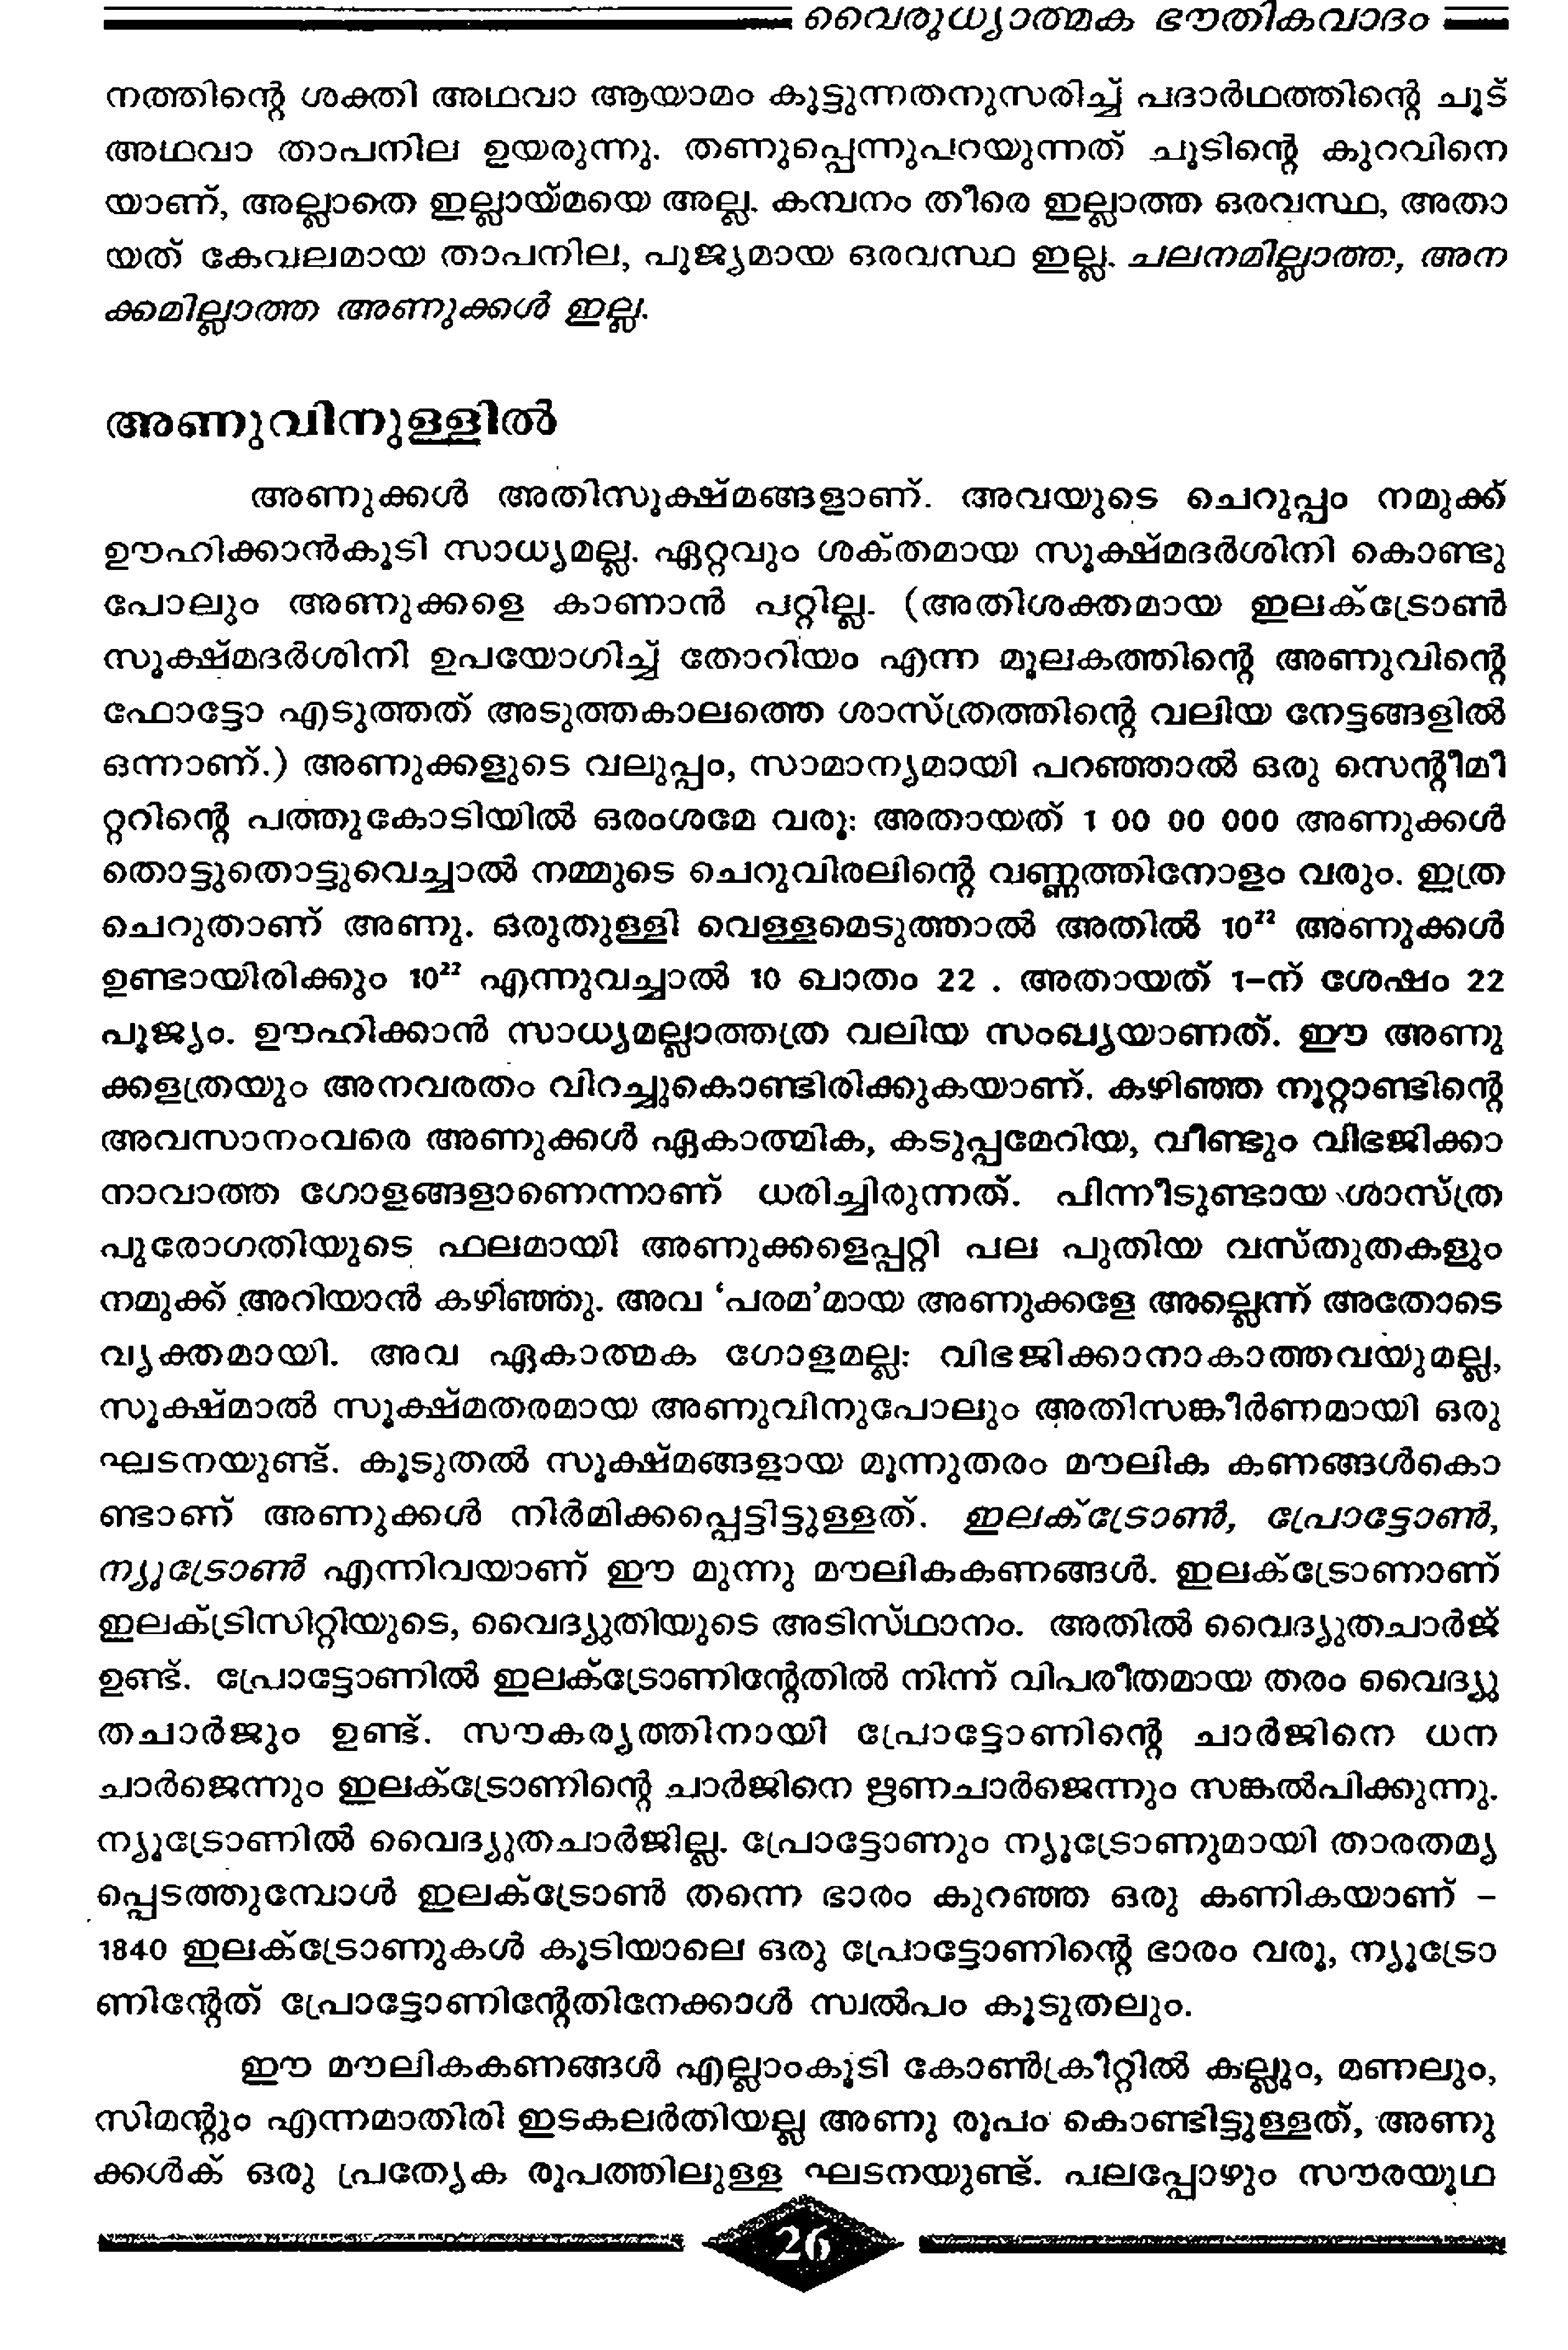 വൈരുധ്യാത്മക ഭൗതികവാദം
നത്തിന്റെ ശക്തി അഥവാ ആയാമം കൂട്ടുന്നതനുസരിച്ച് പദാർഥത്തിന്റെ ചൂട്
അഥവാ താപനില ഉയരുന്നു. തണുപ്പെന്നുപറയുന്നത് ചൂടിന്റെ കുറവിനെ
യാണ്, അല്ലാതെ ഇല്ലായ്മയെ അല്ല. കമ്പനം തീരെ ഇല്ലാത്ത ഒരവസ്ഥ, അതാ
യത് കേവലമായ താപനില, പൂജ്യമായ ഒരവസ്ഥ ഇല്ല. ചലനമില്ലാത്ത, അന
ക്കമില്ലാത്ത അണുക്കൾ ഇല്ല.
അണുവിനുള്ളിൽ
അണുക്കൾ അതിസൂക്ഷ്മങ്ങളാണ്. അവയുടെ ചെറുപ്പം നമുക്ക്
ഊഹിക്കാൻകൂടി സാധ്യമല്ല. ഏറ്റവും ശക്തമായ സൂക്ഷ്മദർശിനി കൊണ്ടു
പോലും അണുക്കളെ കാണാൻ പറ്റില്ല. (അതിശക്തമായ ഇലക്ട്രോൺ
സൂക്ഷ്മദർശിനി ഉപയോഗിച്ച് തോറിയം എന്ന മൂലകത്തിന്റെ അണുവിന്റെ
ഫോട്ടോ എടുത്തത് അടുത്തകാലത്തെ ശാസ്ത്രത്തിന്റെ വലിയ നേട്ടങ്ങളിൽ
ഒന്നാണ്.) അണുക്കളുടെ വലുപ്പം, സാമാന്യമായി പറഞ്ഞാൽ ഒരു സെന്റീമീ
റ്ററിന്റെ പത്തുകോടിയിൽ ഒരംശമേ വരൂ: അതായത് 1 00 00 000 അണുക്കൾ
തൊട്ടുതൊട്ടുവെച്ചാൽ നമ്മുടെ ചെറുവിരലിന്റെ വണ്ണത്തിനോളം വരും. ഇത്ര
ചെറുതാണ് അണു. ഒരുതുള്ളി വെള്ളമെടുത്താൽ അതിൽ 10²² അണുക്കൾ
ഉണ്ടായിരിക്കും 10²² എന്നുവച്ചാൽ 10 ഖാതം 22 . അതായത് 1-ന് ശേഷം 22
പൂജ്യം. ഊഹിക്കാൻ സാധ്യമല്ലാത്തത്ര വലിയ സംഖ്യയാണത്. ഈ അണു
ക്കളത്രയും അനവരതം വിറച്ചുകൊണ്ടിരിക്കുകയാണ്. കഴിഞ്ഞ നൂറ്റാണ്ടിന്റെ
അവസാനംവരെ അണുക്കൾ ഏകാത്മിക, കടുപ്പമേറിയ, വീണ്ടും വിഭജിക്കാ
നാവാത്ത ഗോളങ്ങളാണെന്നാണ് ധരിച്ചിരുന്നത്. പിന്നീടുണ്ടായ ശാസ്ത്ര
പുരോഗതിയുടെ ഫലമായി അണുക്കളെപ്പറ്റി പല പുതിയ വസ്തുതകളും
നമുക്ക് അറിയാൻ കഴിഞ്ഞു. അവ ‘പരമ’മായ അണുക്കളേ അല്ലെന്ന് അതോടെ
വ്യക്തമായി. അവ ഏകാത്മക ഗോളമല്ല: വിഭജിക്കാനാകാത്തവയുമല്ല,
സൂക്ഷ്മാൽ സൂക്ഷ്മതരമായ അണുവിനുപോലും അതിസങ്കീർണമായി ഒരു
ഘടനയുണ്ട്. കൂടുതൽ സൂക്ഷ്മങ്ങളായ മൂന്നുതരം മൗലിക കണങ്ങൾകൊ
ണ്ടാണ് അണുക്കൾ നിർമിക്കപ്പെട്ടിട്ടുള്ളത്. ഇലക്ട്രോൺ, പ്രോട്ടോൺ,
ന്യൂട്രോൺ എന്നിവയാണ് ഈ മൂന്നു മൗലികകണങ്ങൾ. ഇലക്ട്രോണാണ്
ഇലക്ട്രിസിറ്റിയുടെ, വൈദ്യുതിയുടെ അടിസ്ഥാനം. അതിൽ വൈദ്യുതചാർജ്
ഉണ്ട്. പ്രോട്ടോണിൽ ഇലക്ട്രോണിന്റേതിൽ നിന്ന് വിപരീതമായ തരം വൈദ്യു
തചാർജും ഉണ്ട്. സൗകര്യത്തിനായി പ്രോട്ടോണിന്റെ ചാർജിനെ ധന
ചാർജെന്നും ഇലക്ട്രോണിന്റെ ചാർജിനെ ഋണചാർജെന്നും സങ്കൽപിക്കുന്നു.
ന്യൂട്രോണിൽ വൈദ്യുതചാർജില്ല. പ്രോട്ടോണും ന്യൂട്രോണുമായി താരതമ്യ
പ്പെടത്തുമ്പോൾ ഇലക്ട്രോൺ തന്നെ ഭാരം കുറഞ്ഞ ഒരു കണികയാണ് -
1840 ഇലക്ട്രോണുകൾ കൂടിയാലെ ഒരു പ്രോട്ടോണിന്റെ ഭാരം വരൂ, ന്യൂട്രോ
ണിന്റേത് പ്രോട്ടോണിന്റേതിനേക്കാൾ സ്വൽപം കൂടുതലും.
ഈ മൗലികകണങ്ങൾ എല്ലാംകൂടി കോൺക്രീറ്റിൽ കല്ലും, മണലും,
സിമന്റും എന്നമാതിരി ഇടകലർതിയല്ല അണു രൂപം കൊണ്ടിട്ടുള്ളത്, അണു
ക്കൾക് ഒരു പ്രത്യേക രൂപത്തിലുള്ള ഘടനയുണ്ട്. പലപ്പോഴും സൗരയൂഥ
26